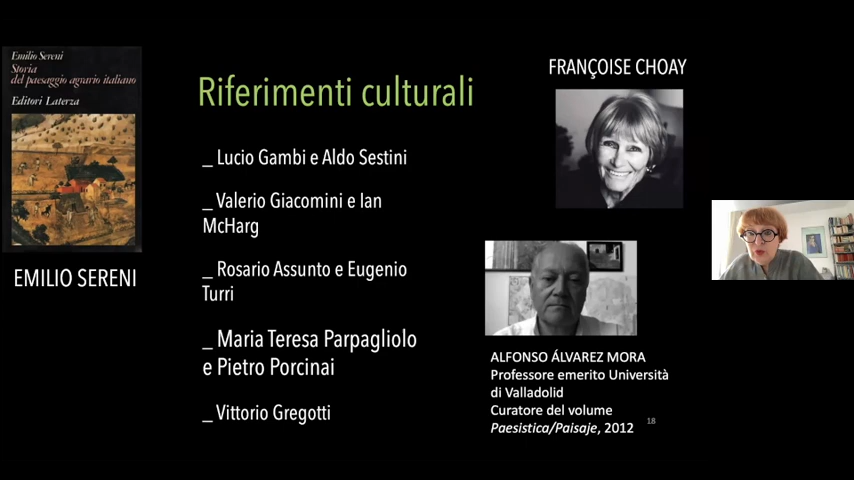 Emilio Sereni
Storia
del paesaggio agrario italiano
Editori Laterza
EMILIO SERENI
Riferimenti culturali
_ Lucio Gambi e Aldo Sestini
_ Valerio Giacomini e Ian
McHarg
_ Rosario Assunto e Eugenio
Turri
_ Maria Teresa Parpagliolo
e Pietro Porcinai
_ Vittorio Gregotti
FRANÇOISE CHOAY
ALFONSO ÁLVAREZ MORA
Professore emerito Università
di Valladolid
Curatore del volume
Paesistica/Paisaje, 2012
18